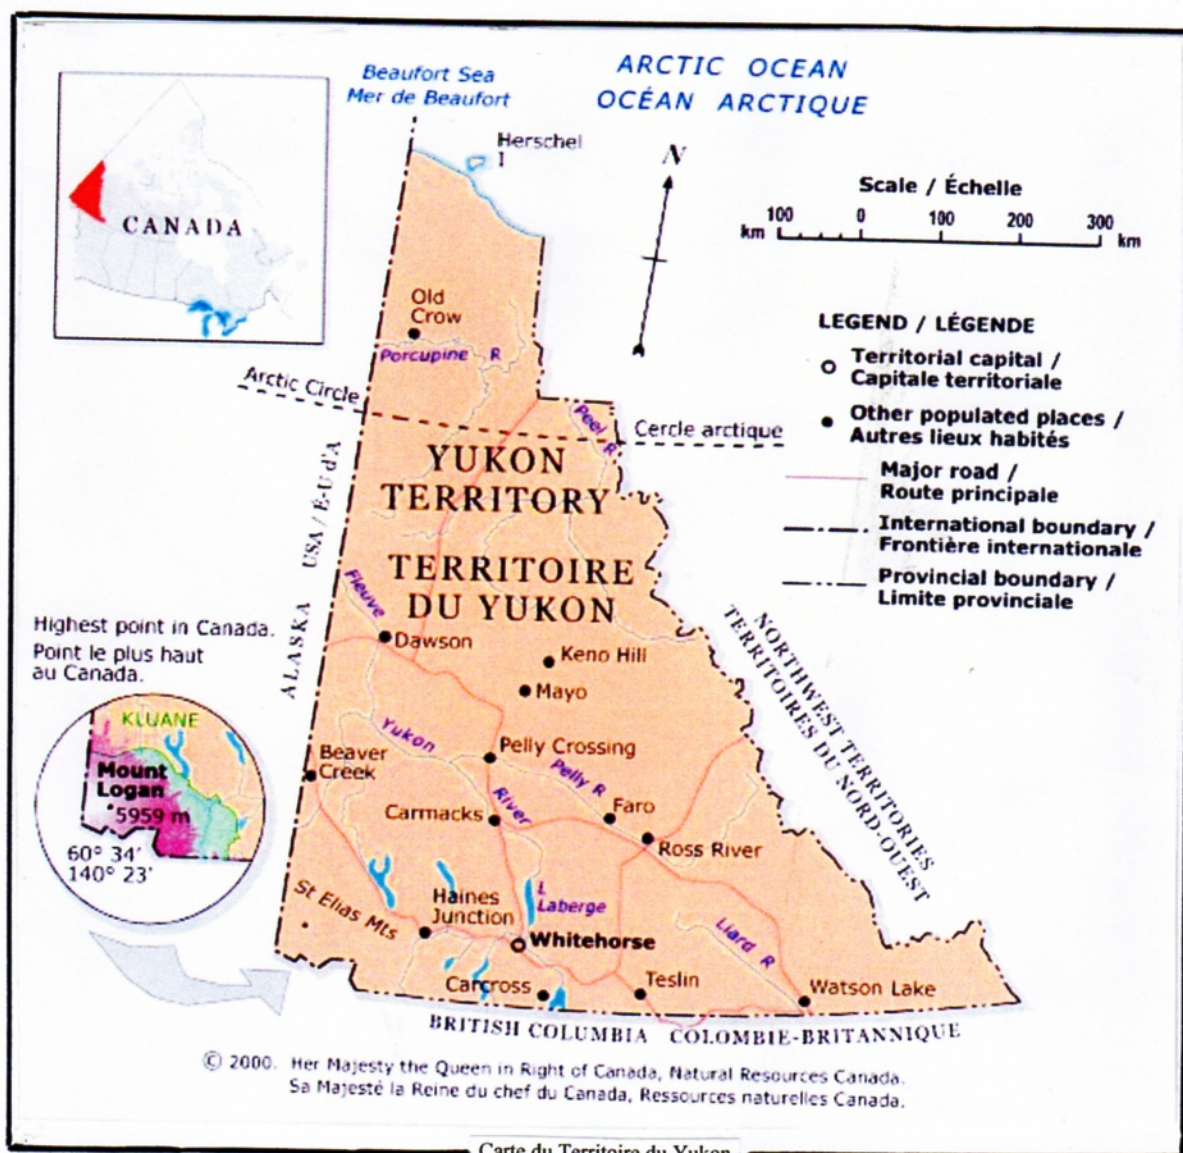 Beaufort Sea
Mer de Beaufort
ARCTIC OCEAN
OCÉAN ARCTIQUE
CANADA
Herschel
I
N
Scale / Échelle
100 0 100 200 300
km km
LEGEND / LÉGENDE
Territorial capital /
Capitale territoriale
Other populated places /
Autres lieux habités
Major road /
Route principale
International boundary /
Frontière internationale
Provincial boundary /
Limite provinciale
Old
Crow
Porcupine R
Arctic Circle
Peel R
Cercle arctique
YUKON
TERRITORY
TERRITOIRE
DU YUKON
ALASKA USA / É-U d'A
Fleuve
Dawson
Keno Hill
Mayo
NORTHWEST TERRITORIES
TERRITOIRES DU NORD-OUEST
Highest point in Canada.
Point le plus haut
au Canada.
KLUANE
Mount
Logan
5959 m
60° 34'
140° 23'
Yukon
River
Pelly Crossing
Beaver
Creek
Pelly R
Carmacks
Faro
Ross River
St Elias Mts
Haines
Junction
L
Laberge
Whitehorse
Liard R
Carcross
Teslin
Watson Lake
BRITISH COLUMBIA COLOMBIE-BRITANNIQUE
© 2000. Her Majesty the Queen in Right of Canada, Natural Resources Canada.
Sa Majesté la Reine du chef du Canada, Ressources naturelles Canada.
Carte du Territoire du Yukon